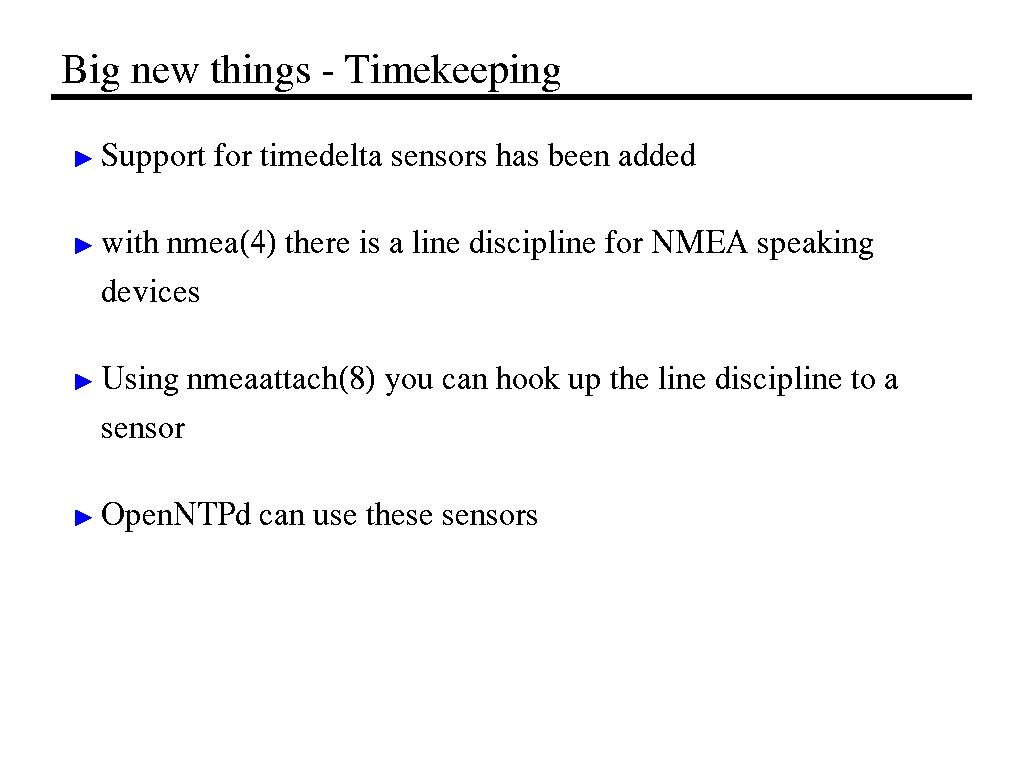 Big new things - Timekeeping
Support for timedelta sensors has been added
with nmea(4) there is a line discipline for NMEA speaking
devices
Using nmeaattach(8) you can hook up the line discipline to a
sensor
OpenNTPd can use these sensors